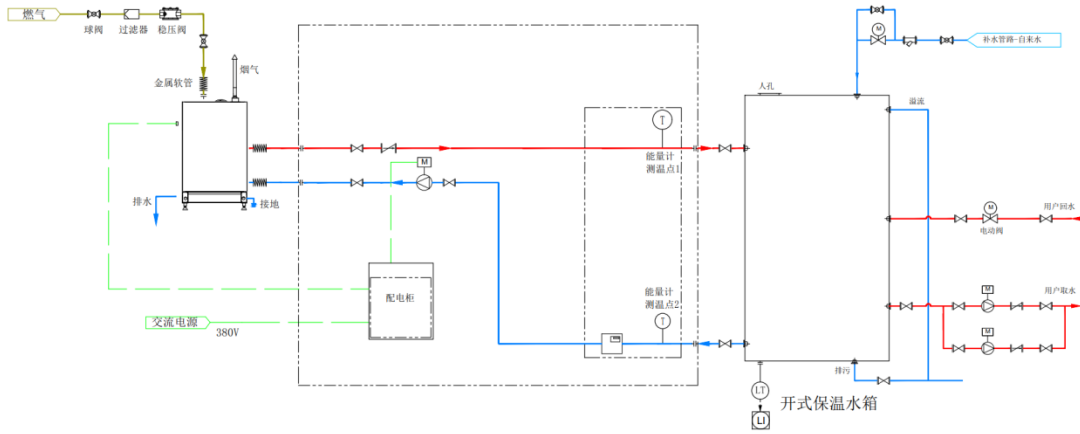 燃气
球阀
过滤器
稳压阀
金属软管
烟气
排水
接地
配电柜
交流电源
380V
M
T
能量计
测温点1
能量计
测温点2
T
人孔
M
补水管路-自来水
溢流
M
电动阀
用户回水
用户取水
M
M
排污
LT
LI
开式保温水箱